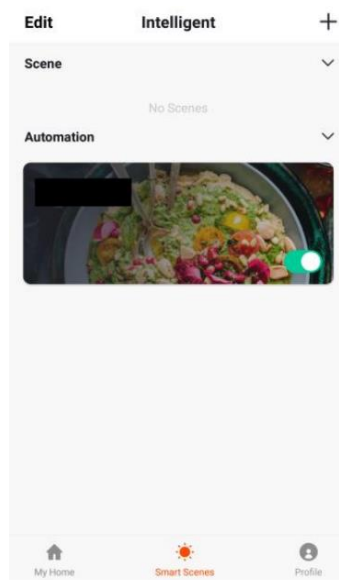 Edit Intelligent +
Scene
No Scenes
Automation
My Home Smart Scenes Profile